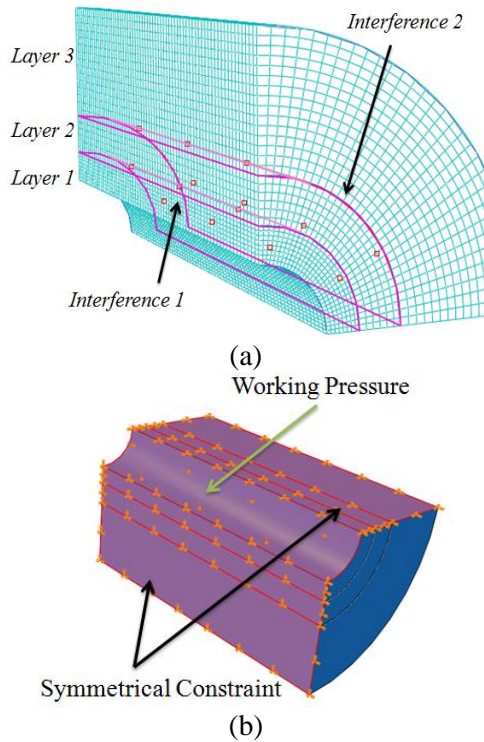 Interference 2
Layer 3
Layer 2
Layer 1
Interference 1
(a)
Working Pressure
Symmetrical Constraint
(b)